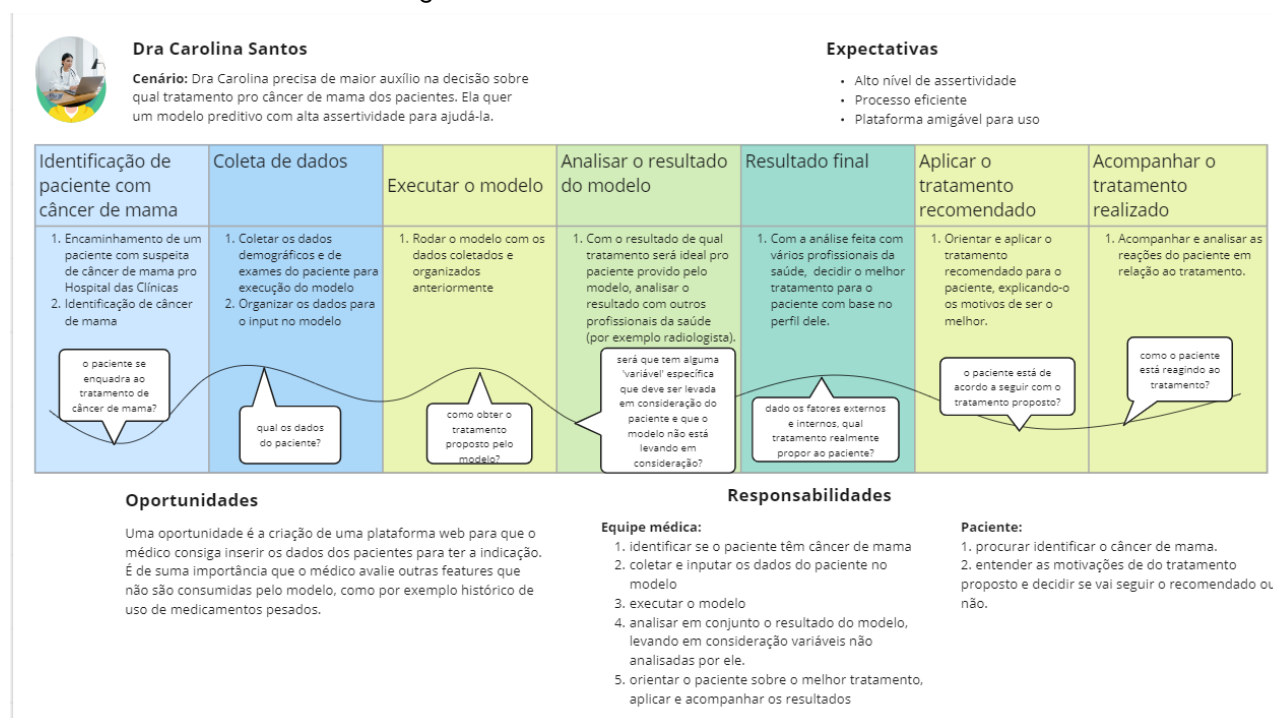 g
Dra Carolina Santos
Cenário: Dra Carolina precisa de maior auxílio na decisão sobre
qual tratamento pro câncer de mama dos pacientes. Ela quer
um modelo preditivo com alta assertividade para ajudá-la.
Expectativas
• Alto nível de assertividade
• Processo eficiente
• Plataforma amigável para uso
Identificação de
paciente com
câncer de mama
1. Encaminhamento de um
paciente com suspeita
de câncer de mama pro
Hospital das Clínicas
2. Identificação de câncer
de mama
o paciente se
enquadra ao
tratamento de
câncer de mama?
Coleta de dados
1. Coletar os dados
demográficos e de
exames do paciente para
execução do modelo
2. Organizar os dados para
o input no modelo
qual os dados
do paciente?
Executar o modelo
1. Rodar o modelo com os
dados coletados e
organizados
anteriormente
como obter o
tratamento
proposto pelo
modelo?
Analisar o resultado
do modelo
1. Com o resultado de qual
tratamento será ideal pro
paciente provido pelo
modelo, analisar o
resultado com outros
profissionais da saúde
(por exemplo radiologista).
será que tem alguma
'variável' específica
que deve ser levada
em consideração do
paciente e que o
modelo não está
levando em
consideração?
Resultado final
1. Com a análise feita com
vários profissionais da
saúde, decidir o melhor
tratamento para o
paciente com base no
perfil dele.
dado os fatores externos
e internos, qual
tratamento realmente
propor ao paciente?
Aplicar o
tratamento
recomendado
1. Orientar e aplicar o
tratamento
recomendado para o
paciente, explicando-o
os motivos de ser o
melhor.
o paciente está de
acordo a seguir com o
tratamento proposto?
Acompanhar o
tratamento
realizado
1. Acompanhar e analisar as
reações do paciente em
relação ao tratamento.
como o paciente
está reagindo ao
tratamento?
Oportunidades
Uma oportunidade é a criação de uma plataforma web para que o
médico consiga inserir os dados dos pacientes para ter a indicação.
É de suma importância que o médico avalie outras features que
não são consumidas pelo modelo, como por exemplo histórico de
uso de medicamentos pesados.
Responsabilidades
Equipe médica:
1. identificar se o paciente têm câncer de mama
2. coletar e inputar os dados do paciente no
modelo
3. executar o modelo
4. analisar em conjunto o resultado do modelo,
levando em consideração variáveis não
analisadas por ele.
5. orientar o paciente sobre o melhor tratamento,
aplicar e acompanhar os resultados
Paciente:
1. procurar identificar o câncer de mama.
2. entender as motivações de do tratamento
proposto e decidir se vai seguir o recomendado ou
não.